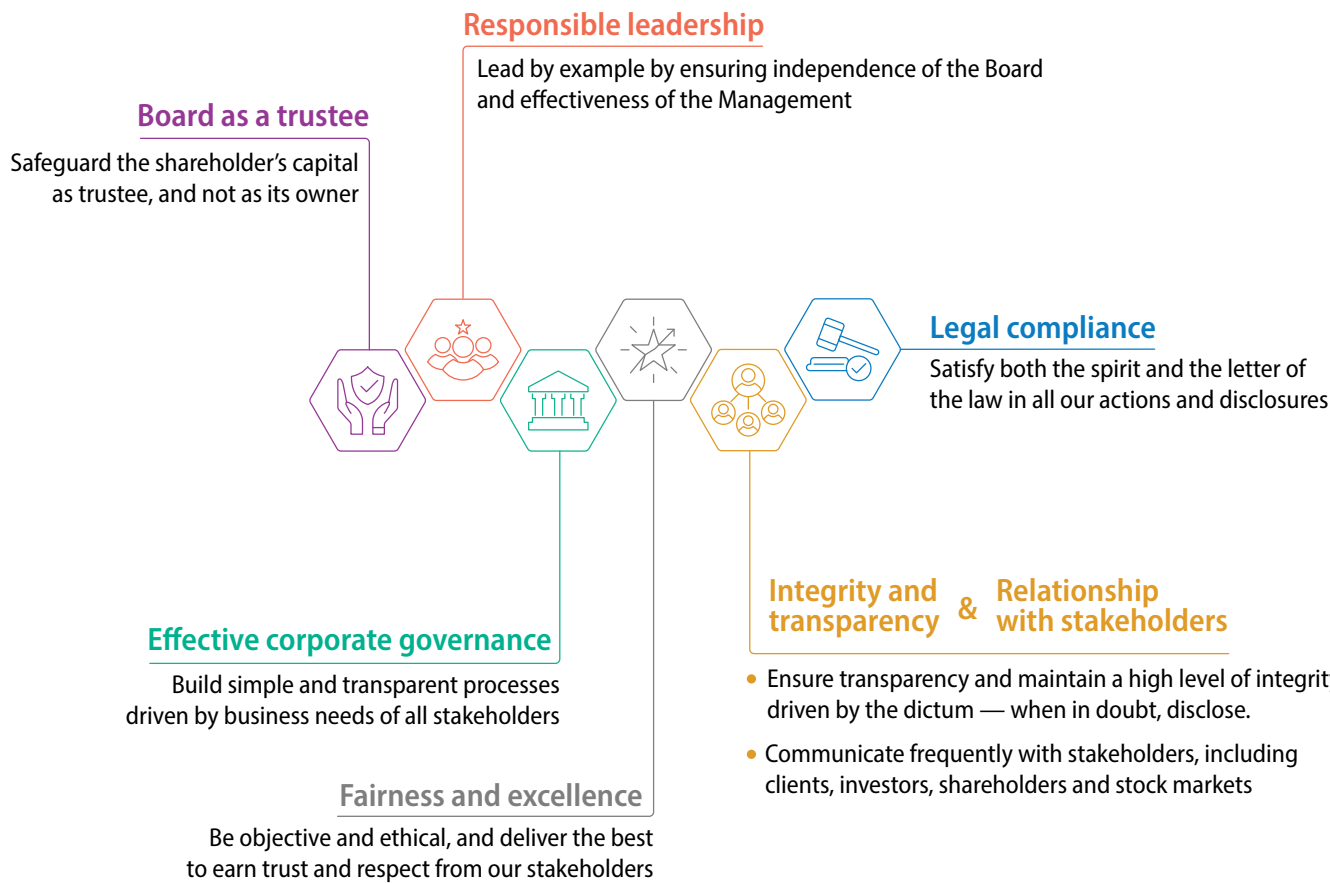 Responsible leadership
Lead by example by ensuring independence of the Board
and effectiveness of the Management
Board as a trustee
Safeguard the shareholder’s capital
as trustee, and not as its owner
Legal compliance
Satisfy both the spirit and the letter of
the law in all our actions and disclosures
Effective corporate governance
Build simple and transparent processes
driven by business needs of all stakeholders
Fairness and excellence
Be objective and ethical, and deliver the best
to earn trust and respect from our stakeholders
Integrity and
transparency
&
Relationship
with stakeholders
• Ensure transparency and maintain a high level of integrit
driven by the dictum — when in doubt, disclose.
• Communicate frequently with stakeholders, including
clients, investors, shareholders and stock markets